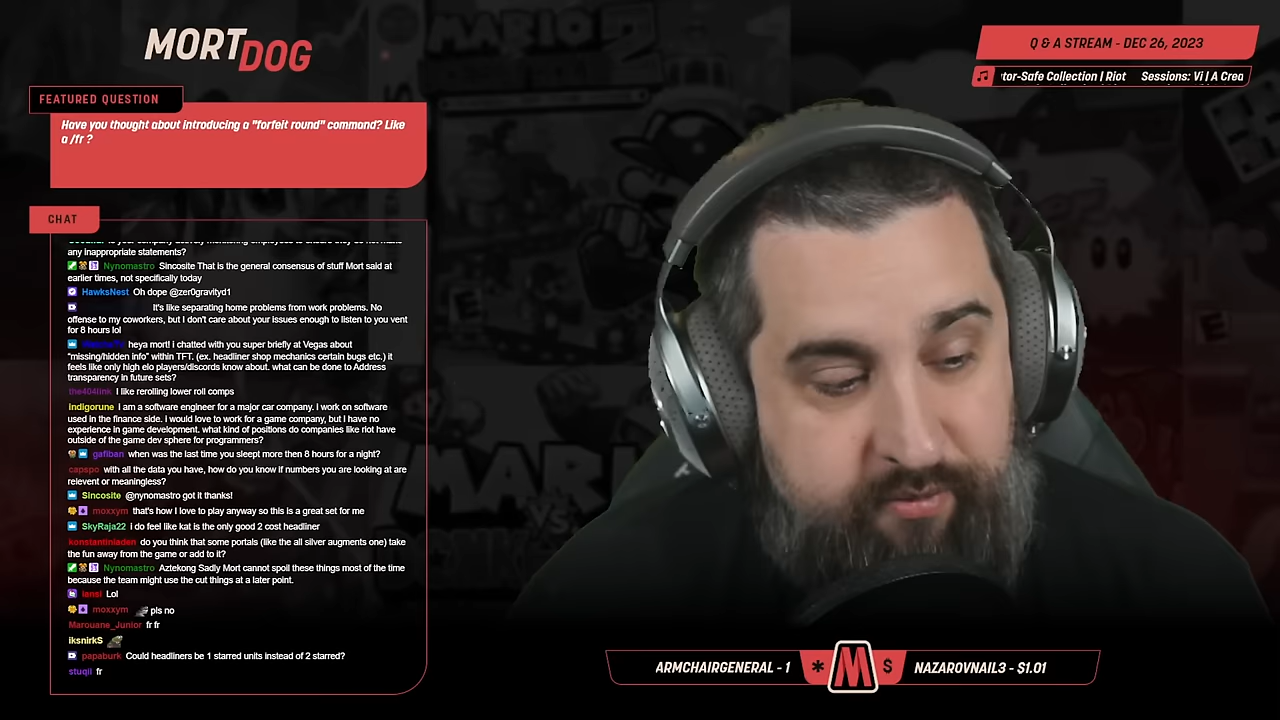 MORTDOG
Q & A STREAM - DEC 26, 2023
tor-Safe Collection | Riot Sessions: Vi | A Crea
FEATURED QUESTION
Have you thought about introducing a "forfeit round" command? Like
a /fr ?
CHAT
any inappropriate statements?
Nynomastro Sincosite That is the general consensus of stuff Mort said at
earlier times, not specifically today
HawksNest Oh dope @zer0gravityd1
It's like separating home problems from work problems. No
offense to my coworkers, but I don't care about your issues enough to listen to you vent
for 8 hours lol
heya mort! i chatted with you super briefly at Vegas about
"missing/hidden info" within TFT. (ex. headliner shop mechanics certain bugs etc.) it
feels like only high elo players/discords know about. what can be done to Address
transparency in future sets?
the404link I like rerolling lower roll comps
Indigorune I am a software engineer for a major car company. I work on software
used in the finance side. I would love to work for a game company, but I have no
experience in game development. what kind of positions do companies like riot have
outside of the game dev sphere for programmers?
gafiban when was the last time you sleept more then 8 hours for a night?
capspo with all the data you have, how do you know if numbers you are looking at are
relevent or meaningless?
Sincosite @nynomastro got it thanks!
moxxym that's how I love to play anyway so this is a great set for me
SkyRaja22 i do feel like kat is the only good 2 cost headliner
konstantinladen do you think that some portals (like the all silver augments one) take
the fun away from the game or add to it?
Nynomastro Aztekong Sadly Mort cannot spoil these things most of the time
because the team might use the cut things at a later point.
iansl Lol
moxxym pls no
Marouane_Junior fr fr
iksnirkS
papaburk Could headliners be 1 starred units instead of 2 starred?
stuqii fr
ARMCHAIRGENERAL - 1 * M $ NAZAROVNAIL3 - $1.01